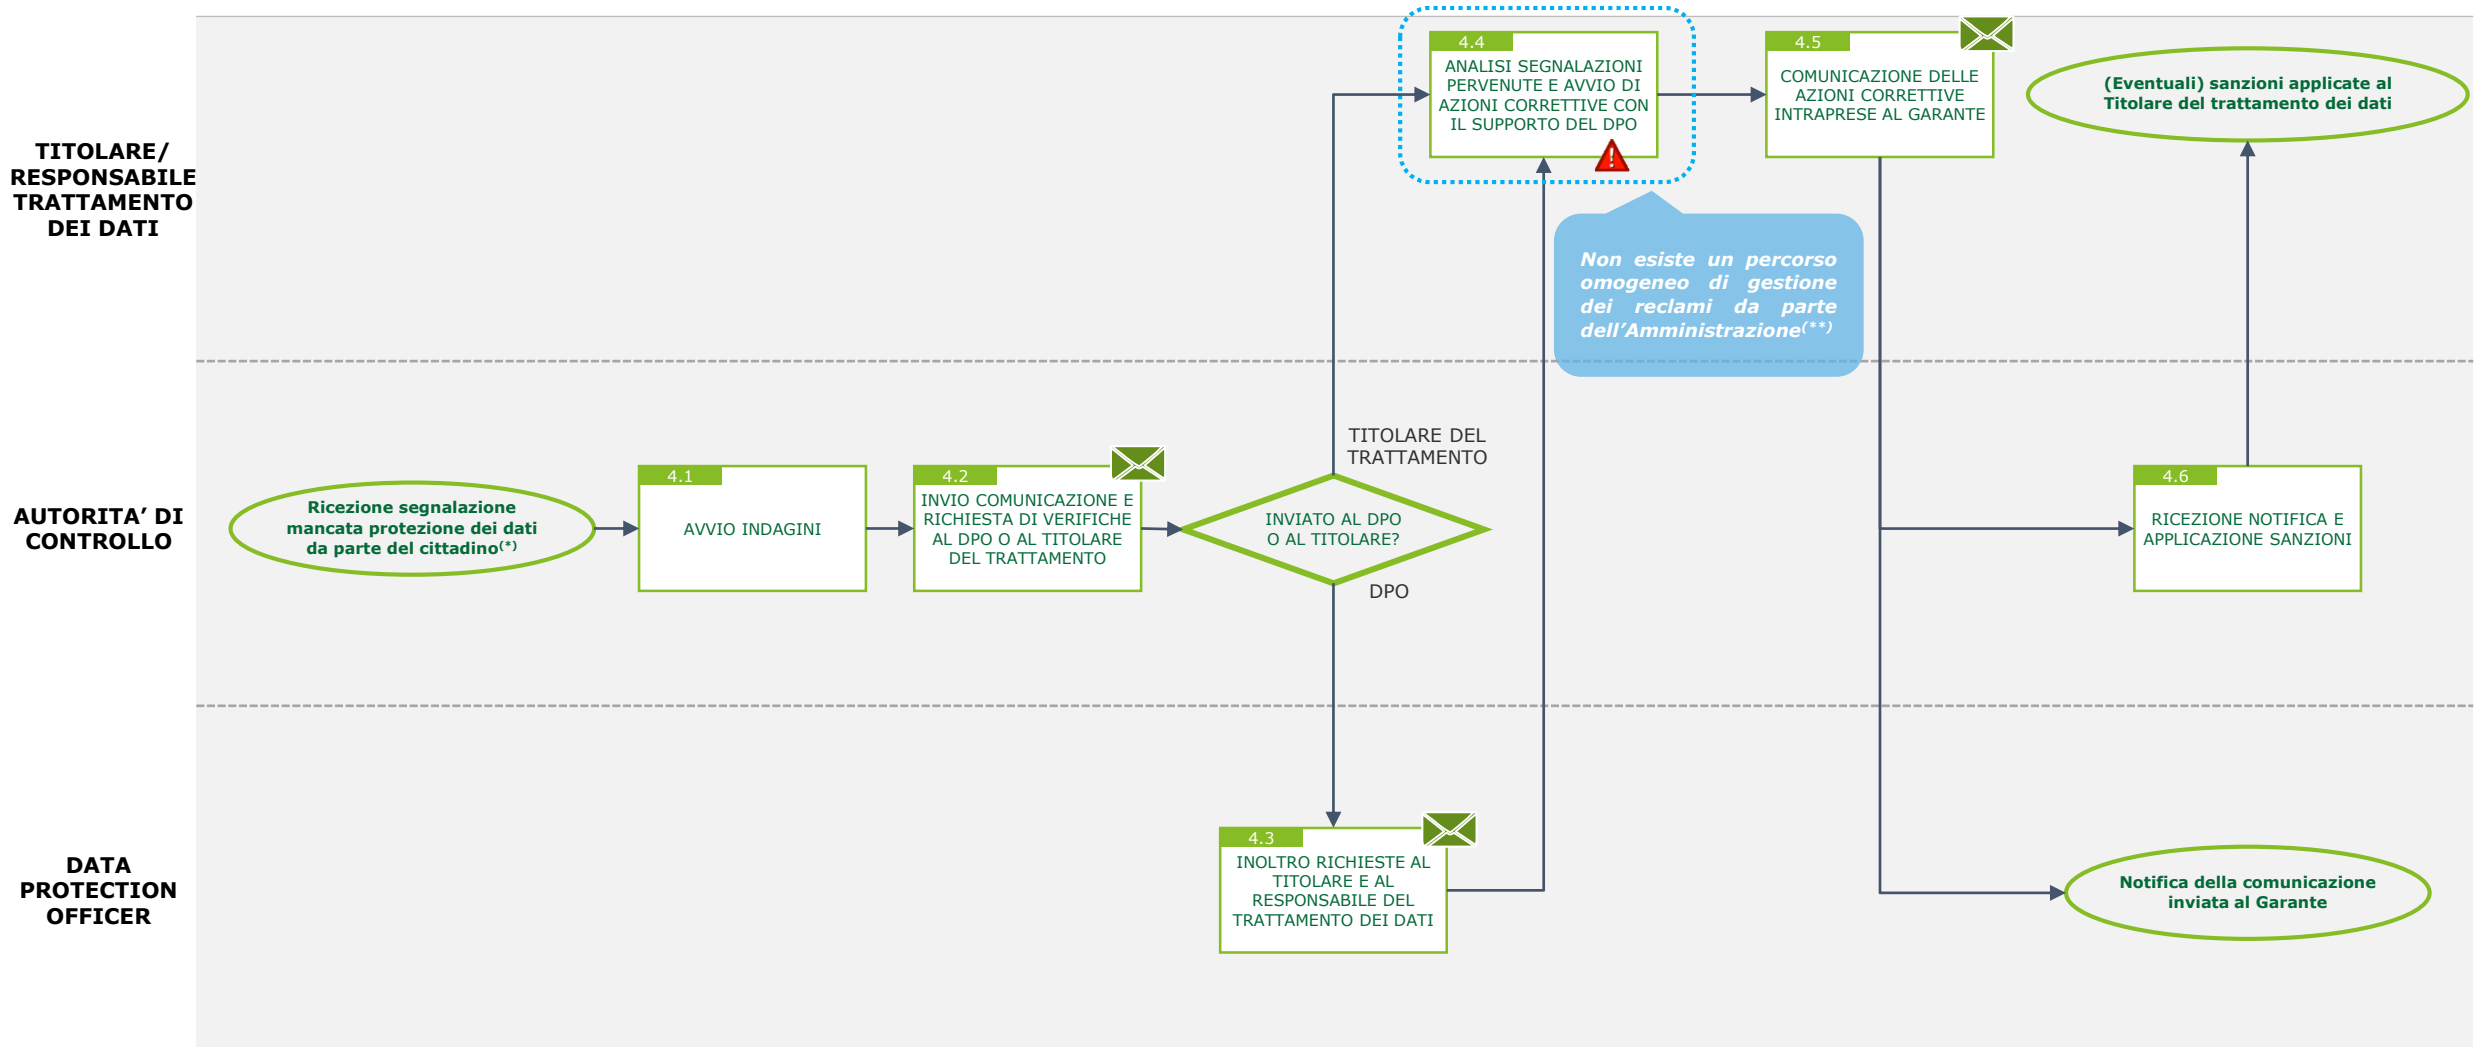 TITOLARE/
RESPONSABILE
TRATTAMENTO
DEI DATI
4.4
ANALISI SEGNALAZIONI
PERVENUTE E AVVIO DI
AZIONI CORRETTIVE CON
IL SUPPORTO DEL DPO
4.5
COMUNICAZIONE DELLE
AZIONI CORRETTIVE
INTRAPRESE AL GARANTE
(Eventuali) sanzioni applicate al
Titolare del trattamento dei dati
Non esiste un percorso
omogeneo di gestione
dei reclami da parte
dell’Amministrazione(**)
AUTORITA’ DI
CONTROLLO
Ricezione segnalazione
mancata protezione dei dati
da parte del cittadino(*)
4.1
AVVIO INDAGINI
4.2
INVIO COMUNICAZIONE E
RICHIESTA DI VERIFICHE
AL DPO O AL TITOLARE
DEL TRATTAMENTO
TITOLARE DEL
TRATTAMENTO
INVIATO AL DPO
O AL TITOLARE?
DPO
4.6
RICEZIONE NOTIFICA E
APPLICAZIONE SANZIONI
DATA
PROTECTION
OFFICER
4.3
INOLTRO RICHIESTE AL
TITOLARE E AL
RESPONSABILE DEL
TRATTAMENTO DEI DATI
Notifica della comunicazione
inviata al Garante